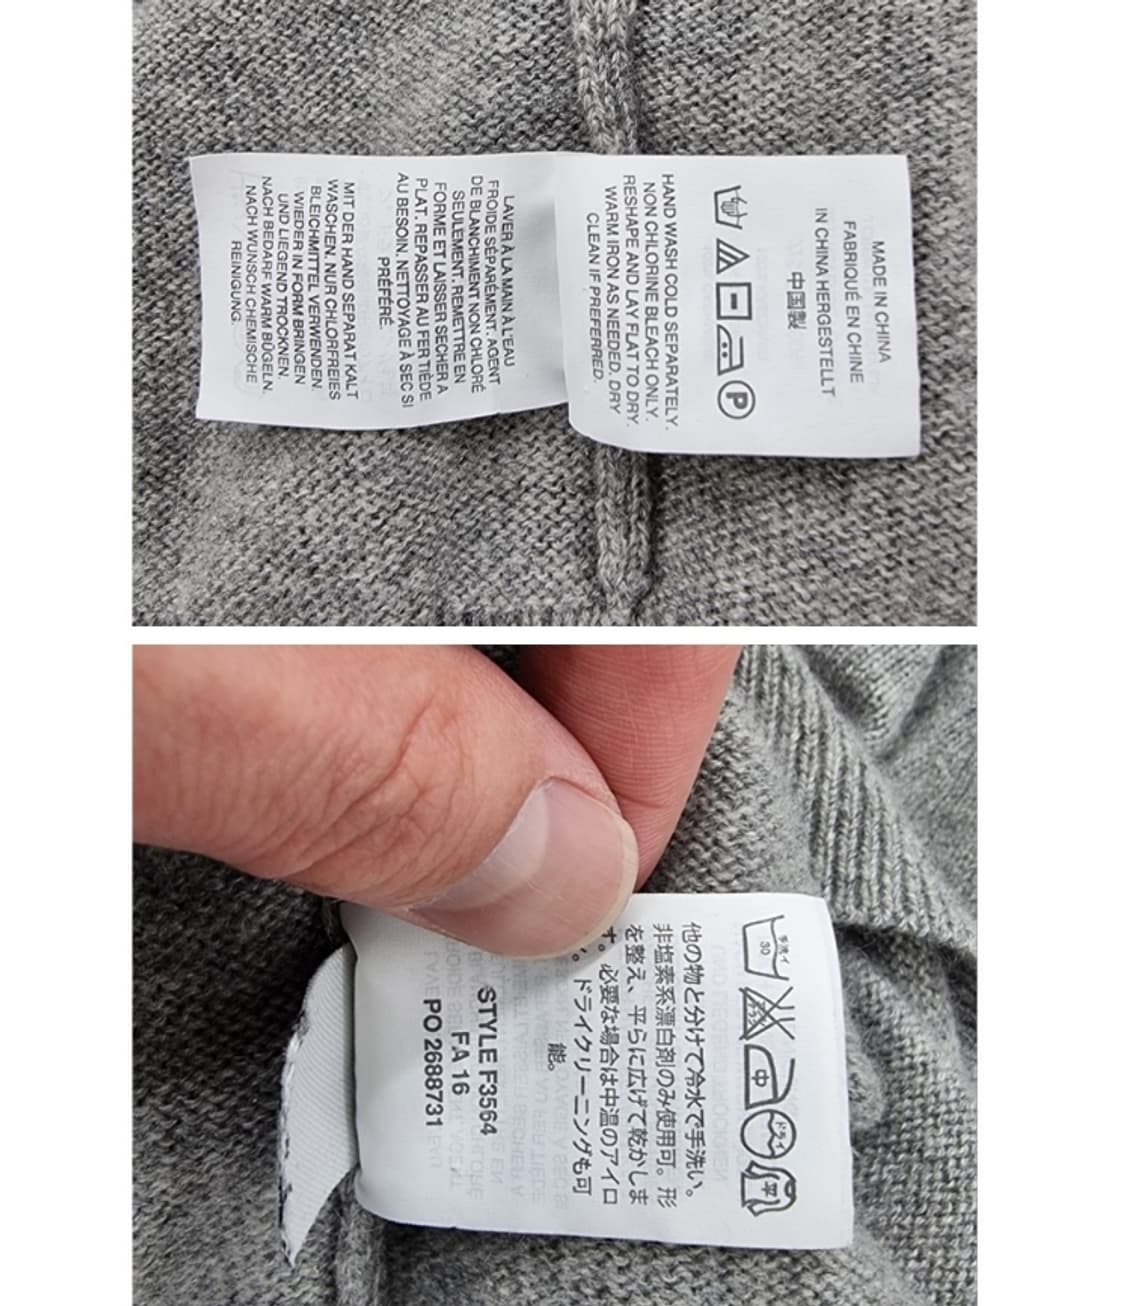 MADE IN CHINA
FABRIQUÉ EN CHINE
IN CHINA HERGESTELLT
中国製
P
HAND WASH COLD SEPARATELY.
NON CHLORINE BLEACH ONLY.
RESHAPE AND LAY FLAT TO DRY.
WARM IRON AS NEEDED. DRY
CLEAN IF PREFERRED.
LAVER À LA MAIN À L'EAU
FROIDE SÉPARÉMENT. AGENT
DE BLANCHIMENT NON CHLORÉ
SEULEMENT. REMETTRE EN
FORME ET LAISSER SECHER A
PLAT. REPASSER AU FER TIÈDE
AU BESOIN. NETTOYAGE À SEC SI
PRÉFÉRÉ.
MIT DER HAND SEPARAT KALT
WASCHEN. NUR CHLORFREIES
BLEICHMITTEL VERWENDEN.
WIEDER IN FORM BRINGEN
UND LIEGEND TROCKNEN.
NACH BEDARF WARM BÜGELN.
NACH WUNSCH CHEMISCHE
REINIGUNG.
手洗イ
30
中
ドライ
平
他の物と分けて冷水で手洗い。
非塩素系漂白剤のみ使用可。形
を整え、平らに広げて乾かしま
す。必要な場合は中温のアイロ
。ドライクリーニングも可
能。
STYLE F3564
FA 16
PO 2688731